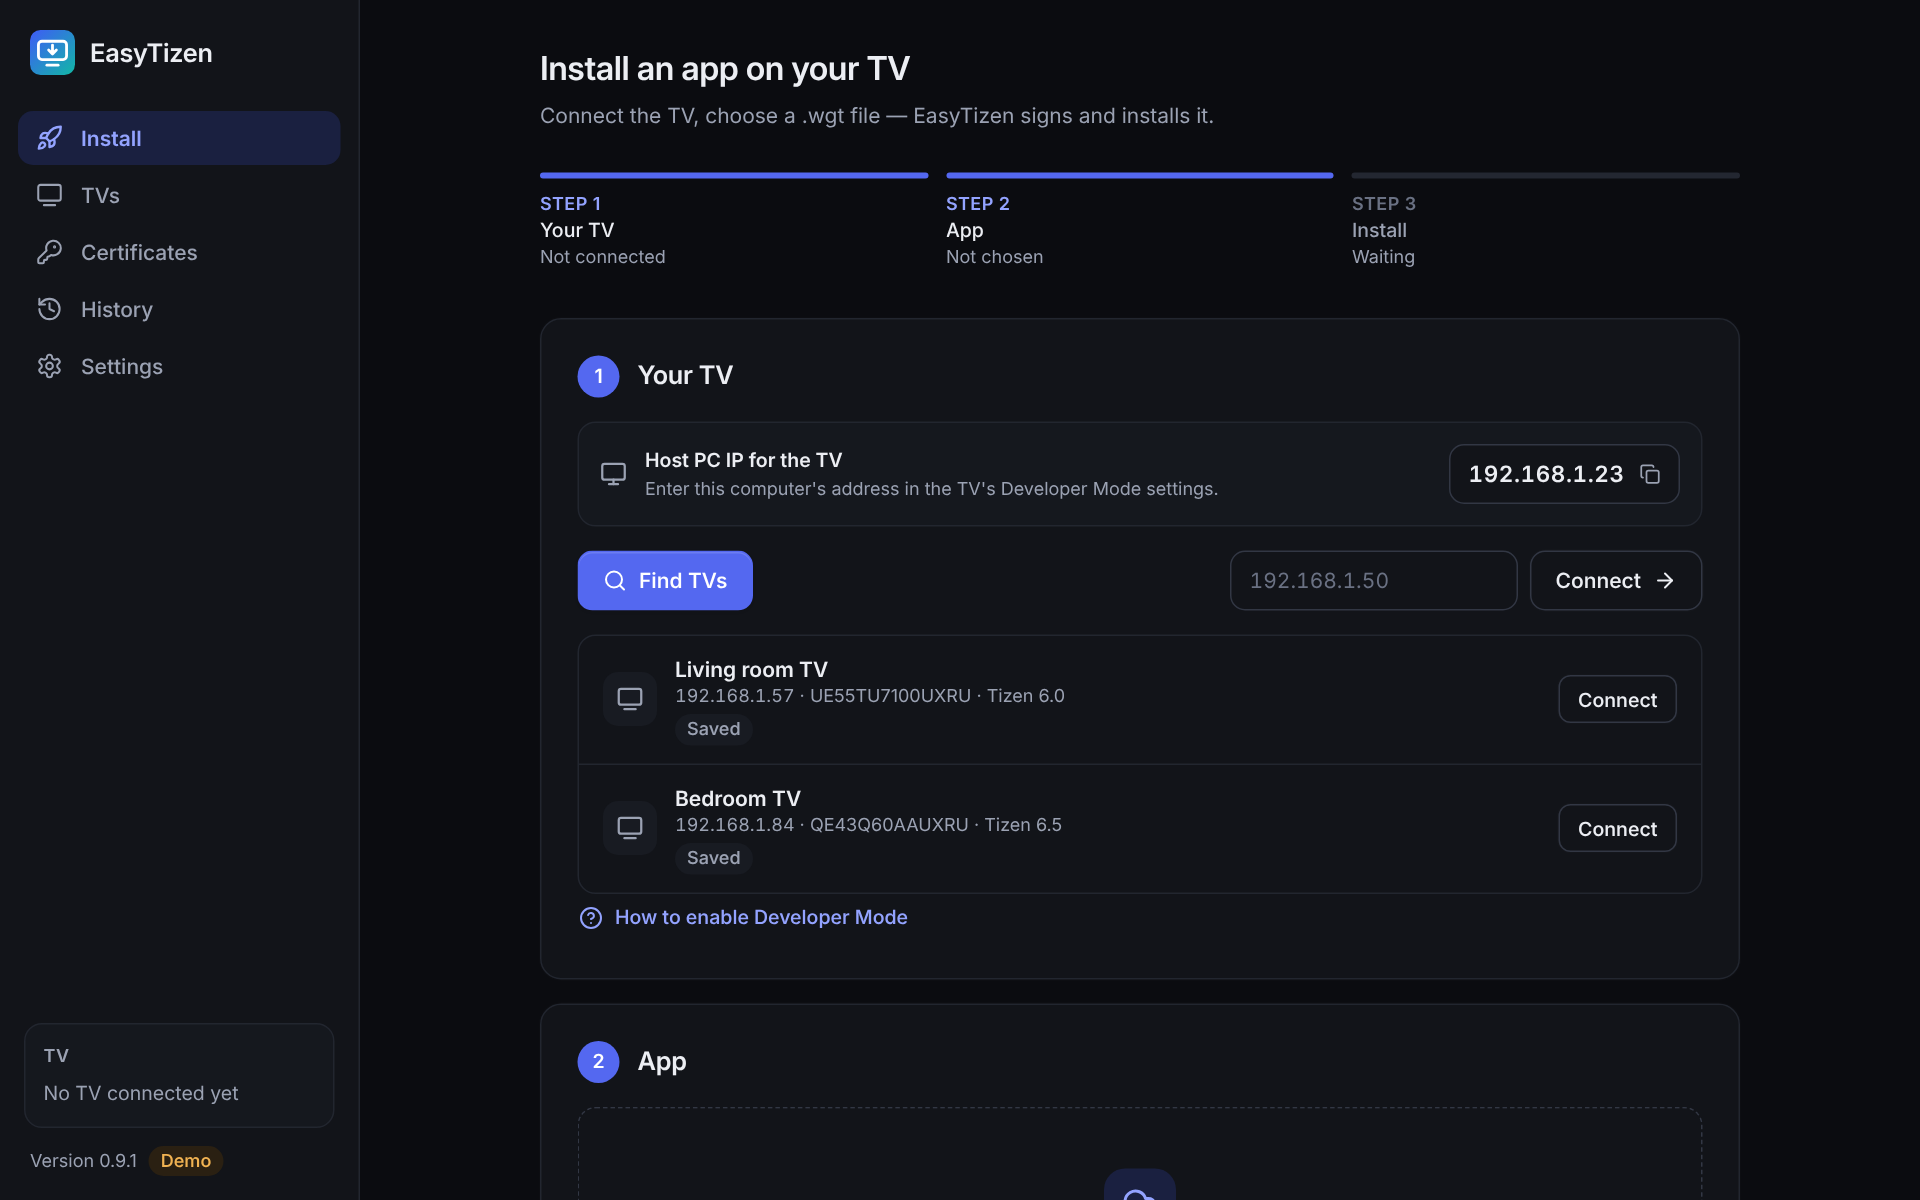 EasyTizen
Install
TVs
Certificates
History
Settings
TV
No TV connected yet
Version 0.9.1 Demo
Install an app on your TV
Connect the TV, choose a .wgt file — EasyTizen signs and installs it.
STEP 1
Your TV
Not connected
STEP 2
App
Not chosen
STEP 3
Install
Waiting
1 Your TV
Host PC IP for the TV
Enter this computer's address in the TV's Developer Mode settings.
192.168.1.23
Find TVs
192.168.1.50
Connect
Living room TV
192.168.1.57 · UE55TU7100UXRU · Tizen 6.0
Saved
Connect
Bedroom TV
192.168.1.84 · QE43Q60AAUXRU · Tizen 6.5
Saved
Connect
How to enable Developer Mode
2 App